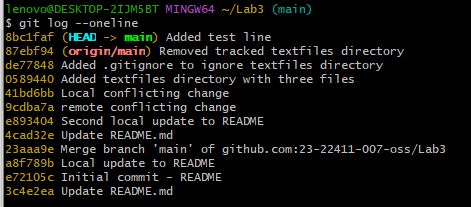 lenovo@DESKTOP-2IJM5BT MINGW64 ~/Lab3 (main)
$ git log --oneline
8bc1faf (HEAD -> main) Added test line
87ebf94 (origin/main) Removed tracked textfiles directory
de77848 Added .gitignore to ignore textfiles directory
0589440 Added textfiles directory with three files
41bd6bb Local conflicting change
9cdba7a remote conflicting change
e893404 Second local update to README
4cad32e Update README.md
23aaa9e Merge branch 'main' of github.com:23-22411-007-oss/Lab3
a8f789b Local update to README
e72105c Initial commit - README
3c4e2ea Update README.md